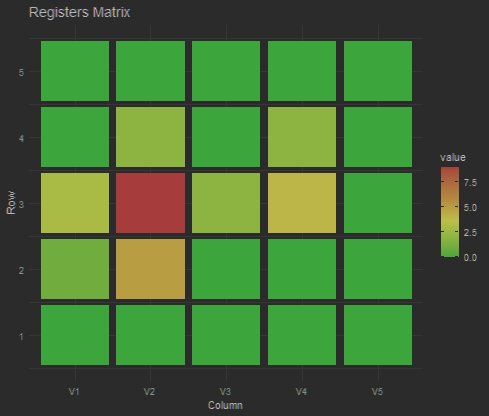 Registers Matrix
5
4
3
2
1
Row
V1 V2 V3 V4 V5
Column
value
7.5
5.0
2.5
0.0